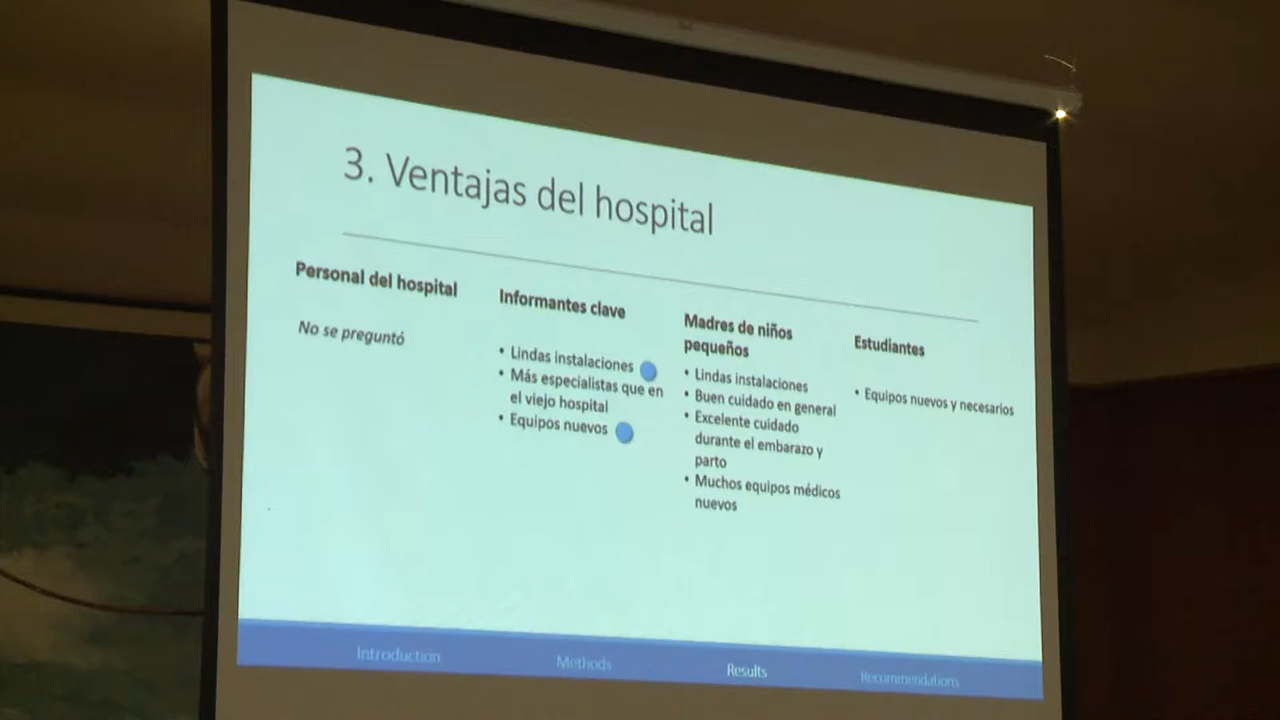 3. Ventajas del hospital
Personal del hospital
No se preguntó
Informantes clave
• Lindas instalaciones
• Más especialistas que en
el viejo hospital
• Equipos nuevos
Madres de niños
pequeños
• Lindas instalaciones
• Buen cuidado en general
• Excelente cuidado
durante el embarazo y
parto
• Muchos equipos médicos
nuevos
Estudiantes
• Equipos nuevos y necesarios
Introduction
Methods
Results
Recommendations